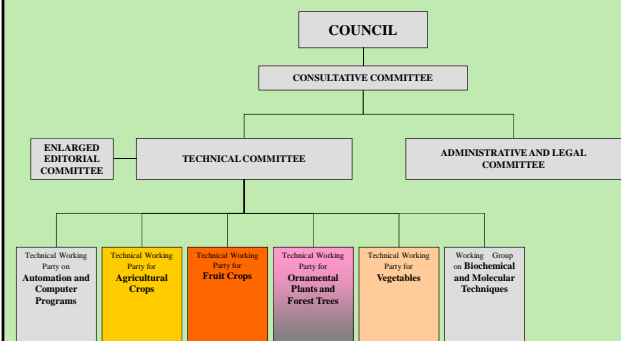 COUNCIL
CONSULTATIVE COMMITTEE
ENLARGED
EDITORIAL
COMMITTEE
TECHNICAL COMMITTEE
ADMINISTRATIVE AND LEGAL
COMMITTEE
Technical Working
Party on
Automation and
Computer
Programs
Technical Working
Party for
Agricultural
Crops
Technical Working
Party for
Fruit Crops
Technical Working
Party for
Ornamental
Plants and
Forest Trees
Technical Working
Party for
Vegetables
Working Group
on Biochemical
and Molecular
Techniques